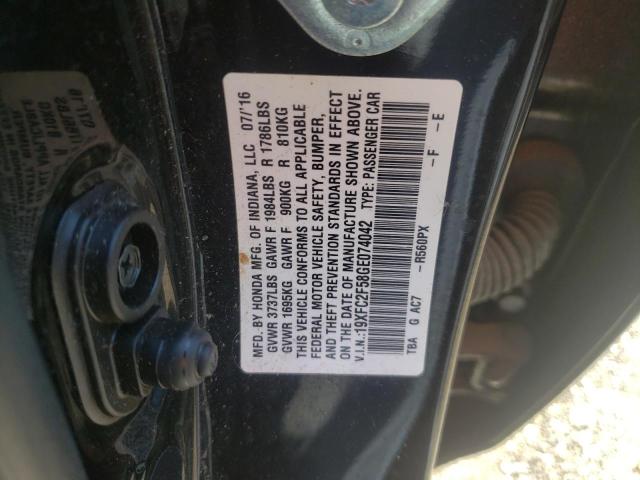 MFD. BY HONDA MFG. OF INDIANA, LLC 07/'16
GVWR 3737LBS GAWR F 1984LBS R 1786LBS
GVWR 1695KG GAWR F 900KG R 810KG
THIS VEHICLE CONFORMS TO ALL APPLICABLE
FEDERAL MOTOR VEHICLE SAFETY, BUMPER,
AND THEFT PREVENTION STANDARDS IN EFFECT
ON THE DATE OF MANUFACTURE SHOWN ABOVE.
V.I.N.:19XFC2F58GE074042 TYPE: PASSENGER CAR
TBA G AC7 -R560PX -F -E